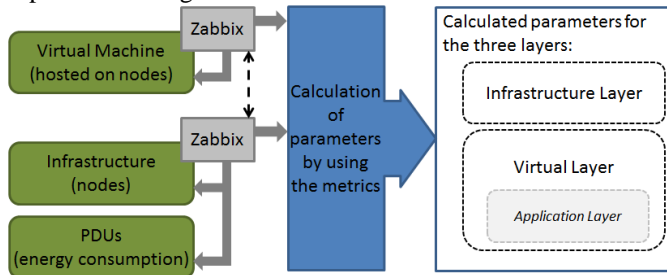 Zabbix
Virtual Machine
(hosted on nodes)
Zabbix
Infrastructure
(nodes)
PDUs
(energy consumption)
Calculation
of
parameters
by using
the metrics
Calculated parameters for
the three layers:
Infrastructure Layer
Virtual Layer
Application Layer